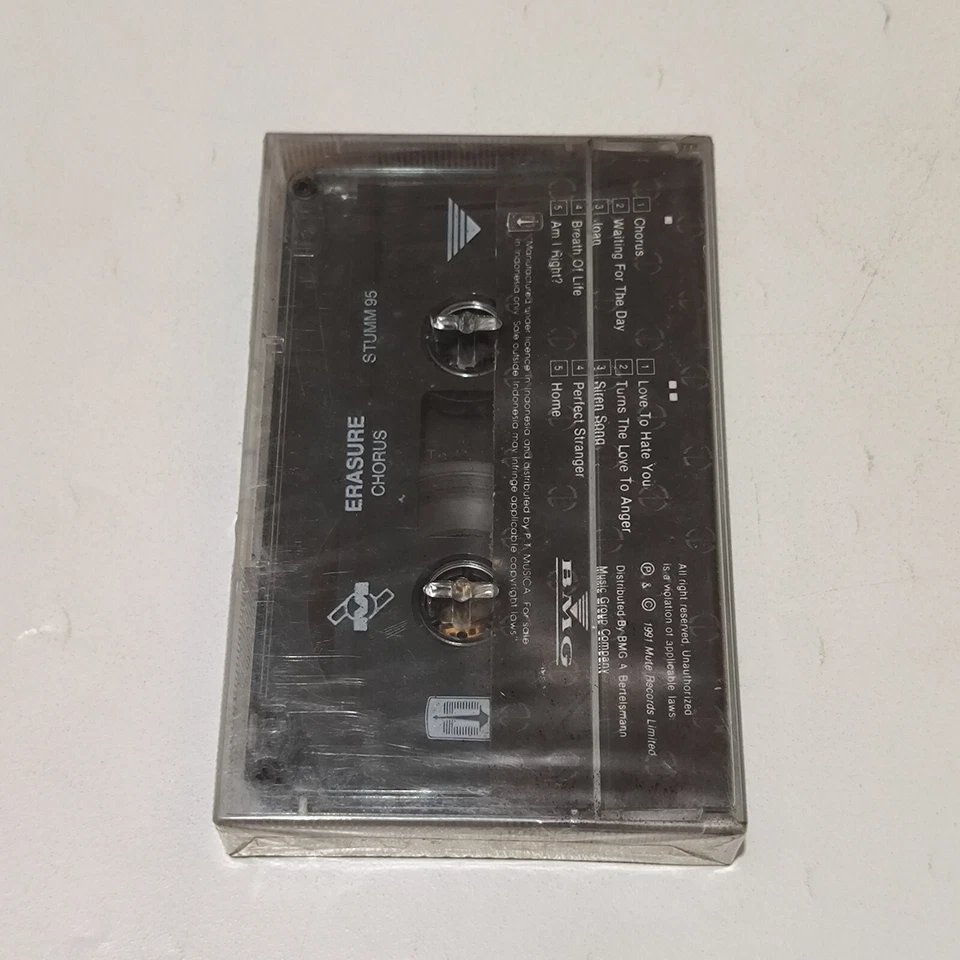 1 Chorus
2 Waiting For The Day
3 Joan
4 Breath Of Life
5 Am I Right?
1 Love To Hate You
2 Turns The Love To Anger
3 Siren Song
4 Perfect Stranger
5 Home
All right reserved. Unauthorized
is a violation of applicable laws.
℗ & © 1991 Mute Records Limited
Distributed By BMG A Bertelsmann
Music Group Company
BMG
"Manufactured under licence in Indonesia and distributed by P.T. MUSICA. For sale
in Indonesia only. Sale outside Indonesia may infringe applicable copyright laws"
STUMM 95
ERASURE
CHORUS